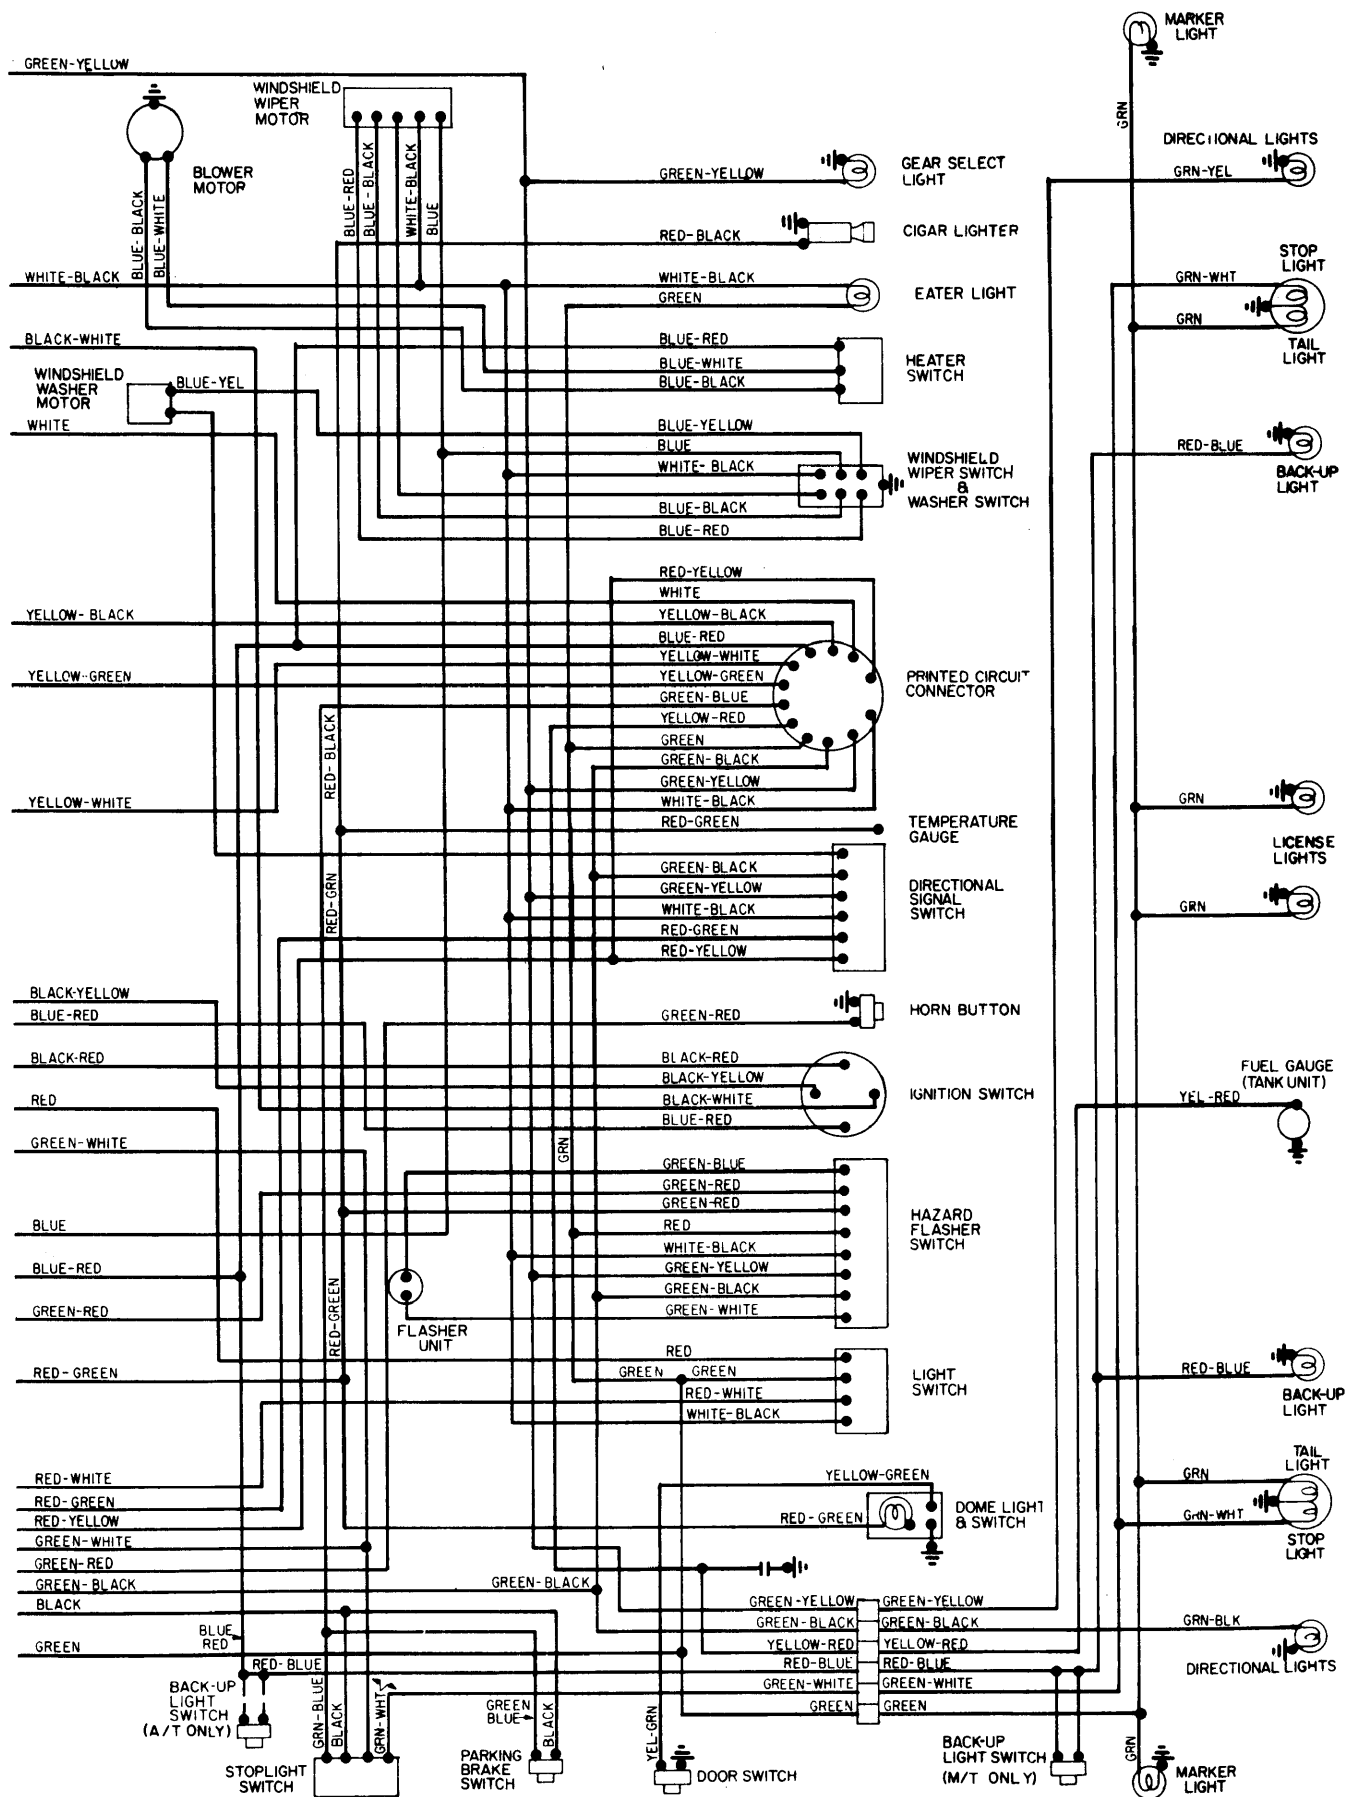 MARKER
LIGHT
GREEN-YELLOW
WINDSHIELD
WIPER
MOTOR
GRN
DIRECTIONAL LIGHTS
BLOWER
MOTOR
GEAR SELECT
LIGHT
GREEN-YELLOW
GRN-YEL
BLUE-BLACK
BLUE-WHITE
BLUE-RED
BLUE-BLACK
WHITE-BLACK
BLUE
RED-BLACK
CIGAR LIGHTER
STOP
LIGHT
WHITE-BLACK
WHITE-BLACK
GRN-WHT
GREEN
EATER LIGHT
GRN
TAIL
LIGHT
BLACK-WHITE
BLUE-RED
BLUE-WHITE
BLUE-BLACK
HEATER
SWITCH
WINDSHIELD
WASHER
MOTOR
BLUE-YEL
WHITE
BLUE-YELLOW
BLUE
WHITE-BLACK
WINDSHIELD
WIPER SWITCH
&
WASHER SWITCH
RED-BLUE
BACK-UP
LIGHT
BLUE-BLACK
BLUE-RED
RED-YELLOW
WHITE
YELLOW-BLACK
YELLOW-BLACK
BLUE-RED
YELLOW-WHITE
YELLOW-GREEN
YELLOW-GREEN
GREEN-BLUE
YELLOW-RED
PRINTED CIRCUIT
CONNECTOR
RED-BLACK
GREEN
GREEN-BLACK
GREEN-YELLOW
YELLOW-WHITE
WHITE-BLACK
GRN
RED-GREEN
TEMPERATURE
GAUGE
LICENSE
LIGHTS
RED-GRN
GREEN-BLACK
GREEN-YELLOW
WHITE-BLACK
RED-GREEN
RED-YELLOW
DIRECTIONAL
SIGNAL
SWITCH
GRN
BLACK-YELLOW
BLUE-RED
GREEN-RED
HORN BUTTON
BLACK-RED
BLACK-RED
BLACK-YELLOW
BLACK-WHITE
BLUE-RED
IGNITION SWITCH
FUEL GAUGE
(TANK UNIT)
YEL-RED
RED
GREEN-WHITE
GRN
GREEN-BLUE
GREEN-RED
GREEN-RED
RED
WHITE-BLACK
GREEN-YELLOW
GREEN-BLACK
GREEN-WHITE
HAZARD
FLASHER
SWITCH
BLUE
BLUE-RED
GREEN-RED
RED-GREEN
FLASHER
UNIT
RED
RED-GREEN
GREEN
GREEN
RED-WHITE
WHITE-BLACK
LIGHT
SWITCH
RED-BLUE
BACK-UP
LIGHT
TAIL
LIGHT
GRN
GRN-WHT
STOP
LIGHT
YELLOW-GREEN
RED-GREEN
DOME LIGHT
& SWITCH
RED-WHITE
RED-GREEN
RED-YELLOW
GREEN-WHITE
GREEN-RED
GREEN-BLACK
GREEN-BLACK
BLACK
GREEN
BLUE
RED
RED-BLUE
GREEN-YELLOW
GREEN-YELLOW
GREEN-BLACK
GREEN-BLACK
YELLOW-RED
YELLOW-RED
RED-BLUE
RED-BLUE
GREEN-WHITE
GREEN-WHITE
GREEN
GREEN
GRN-BLK
DIRECTIONAL LIGHTS
BACK-UP
LIGHT
SWITCH
(A/T ONLY)
GRN-BLUE
BLACK
GRN-WHT
STOPLIGHT
SWITCH
GREEN
BLUE
BLACK
PARKING
BRAKE
SWITCH
YEL-GRN
DOOR SWITCH
BACK-UP
LIGHT SWITCH
(M/T ONLY)
GRN
MARKER
LIGHT